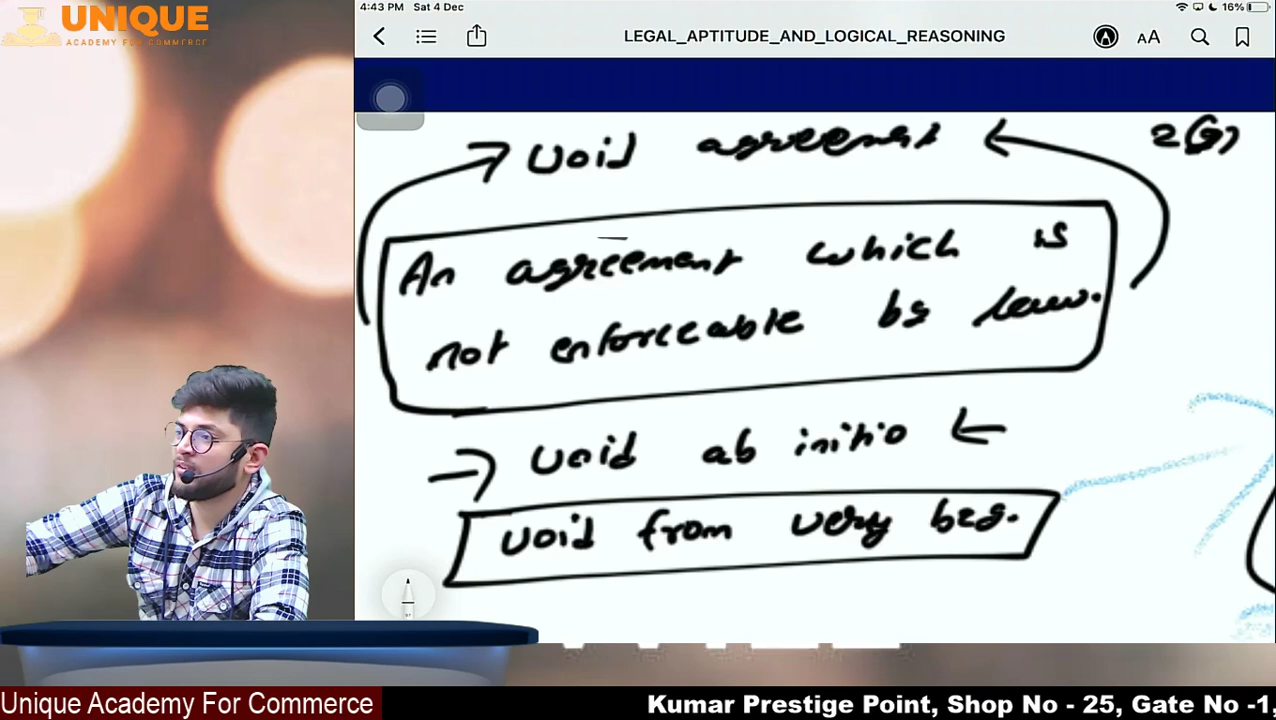 UNIQUE
ACADEMY FOR COMMERCE
4:43 PM Sat 4 Dec
16%
LEGAL_APTITUDE_AND_LOGICAL_REASONING
AA
Void agreement
2(g)
An agreement which is
not enforceable by law.
Void ab initio
Void from very beg.
Unique Academy For Commerce
Kumar Prestige Point, Shop No - 25, Gate No -1,